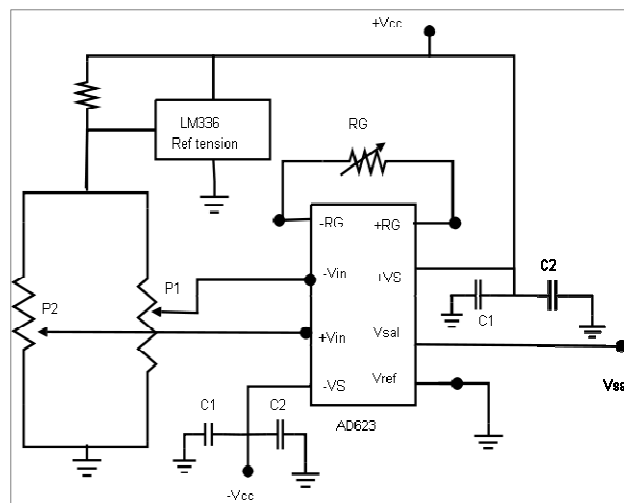 +Vcc
LM336
Ref tension
RG
-RG
+RG
-Vin
+VS
C2
P1
P2
C1
+Vin
Vsal
Vsa
-VS
Vref
C1
C2
AD623
-Vcc